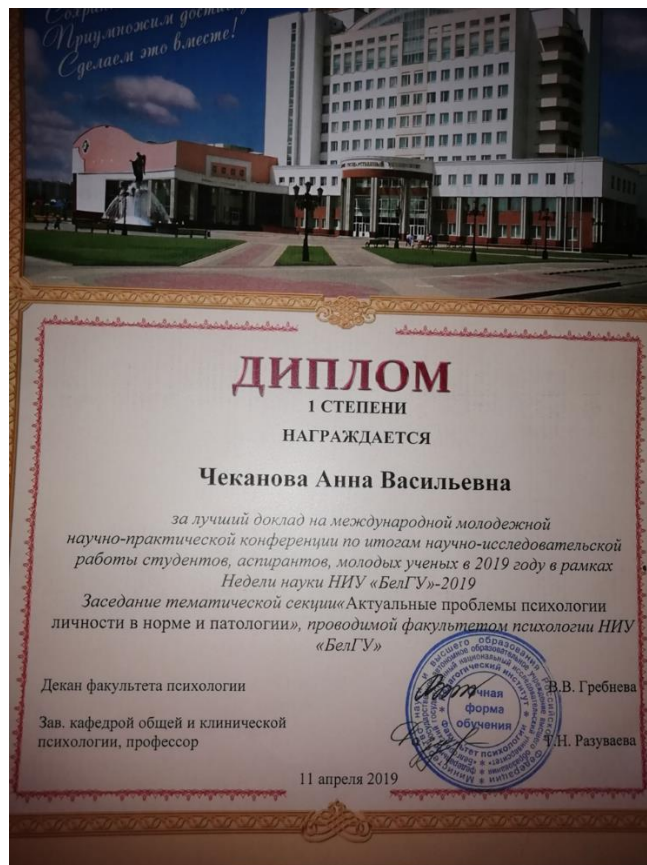 Приумножим
Сделаем это вместе!
ДИПЛОМ
1 СТЕПЕНИ
НАГРАЖДАЕТСЯ
Чеканова Анна Васильевна
за лучший доклад на международной молодежной
научно-практической конференции по итогам научно-исследовательской
работы студентов, аспирантов, молодых ученых в 2019 году в рамках
Недели науки НИУ «БелГУ»-2019
Заседание тематической секции«Актуальные проблемы психологии
личности в норме и патологии», проводимой факультетом психологии НИУ
«БелГУ»
Декан факультета психологии
В.В. Гребнева
Зав. кафедрой общей и клинической
психологии, профессор
Т.Н. Разуваева
очная
форма
обучения
11 апреля 2019